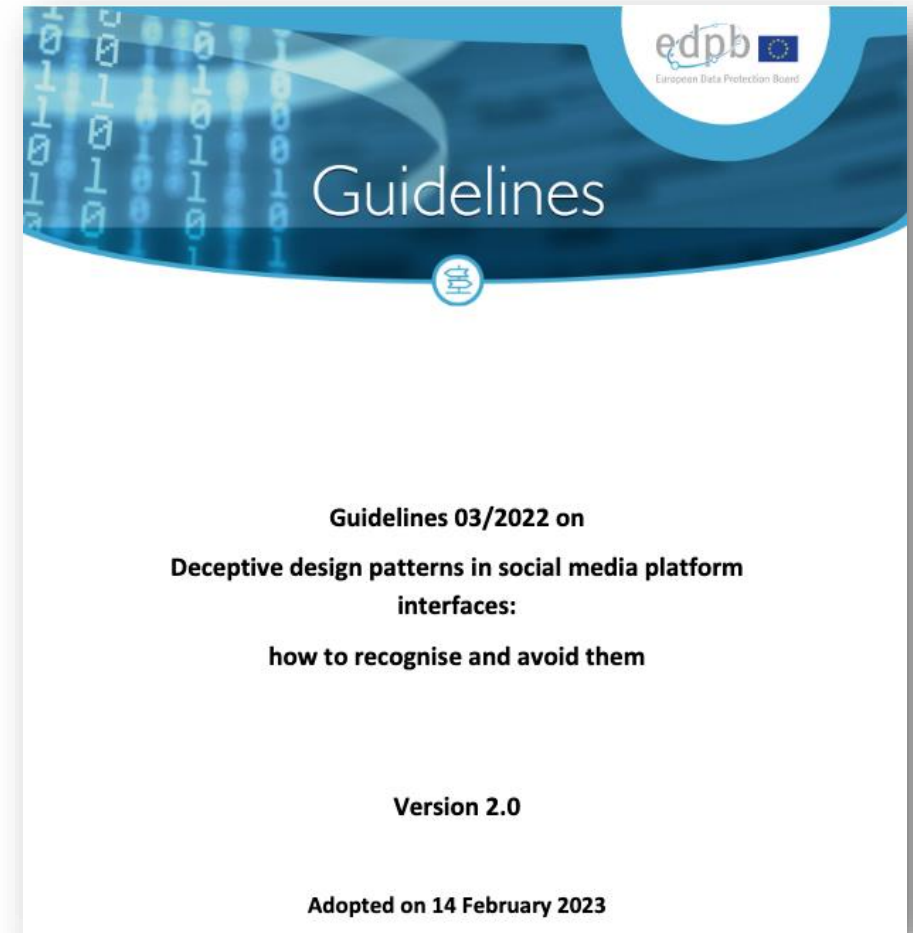 edpb
European Data Protection Board
Guidelines
Guidelines 03/2022 on
Deceptive design patterns in social media platform
interfaces:
how to recognise and avoid them
Version 2.0
Adopted on 14 February 2023